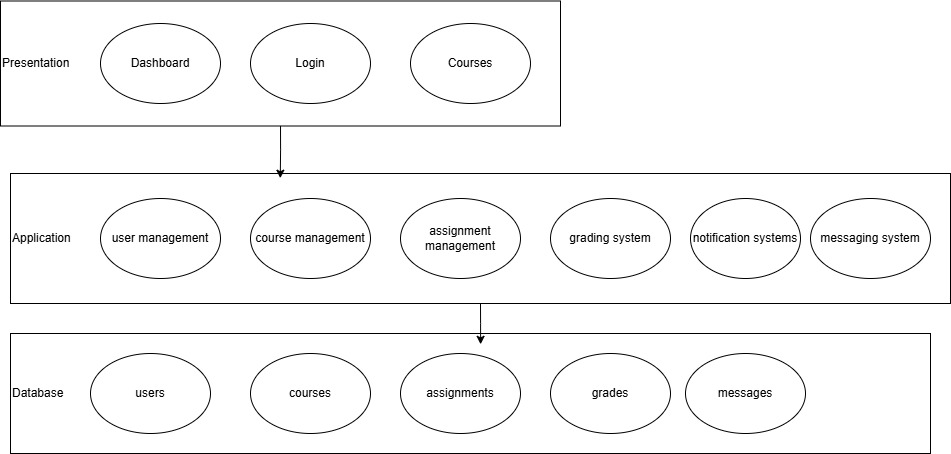 Presentation
Dashboard
Login
Courses
Application
user management
course management
assignment
management
grading system
notification systems
messaging system
Database
users
courses
assignments
grades
messages